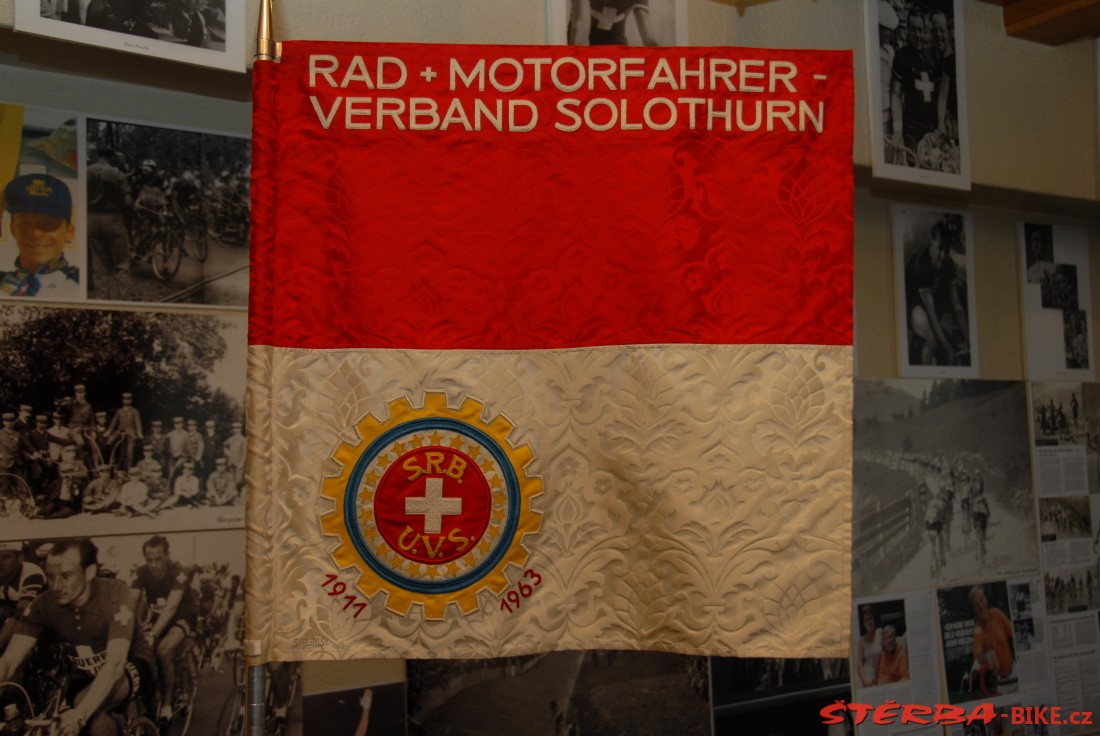 RAD + MOTORFAHRER -
VERBAND SOLOTHURN
S.R.B.
U.V.S.
1911
1963
ŠTĚRBA-BIKE.cz